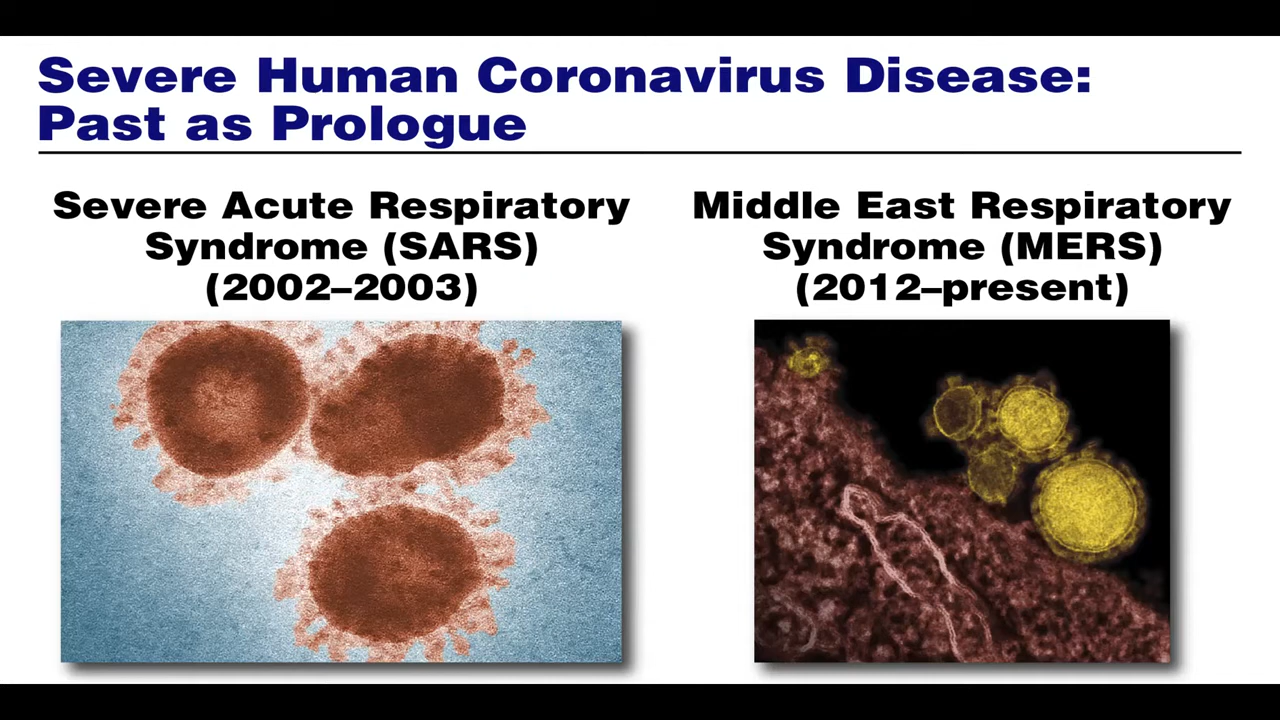 Severe Human Coronavirus Disease:
Past as Prologue
Severe Acute Respiratory
Syndrome (SARS)
(2002–2003)
Middle East Respiratory
Syndrome (MERS)
(2012–present)